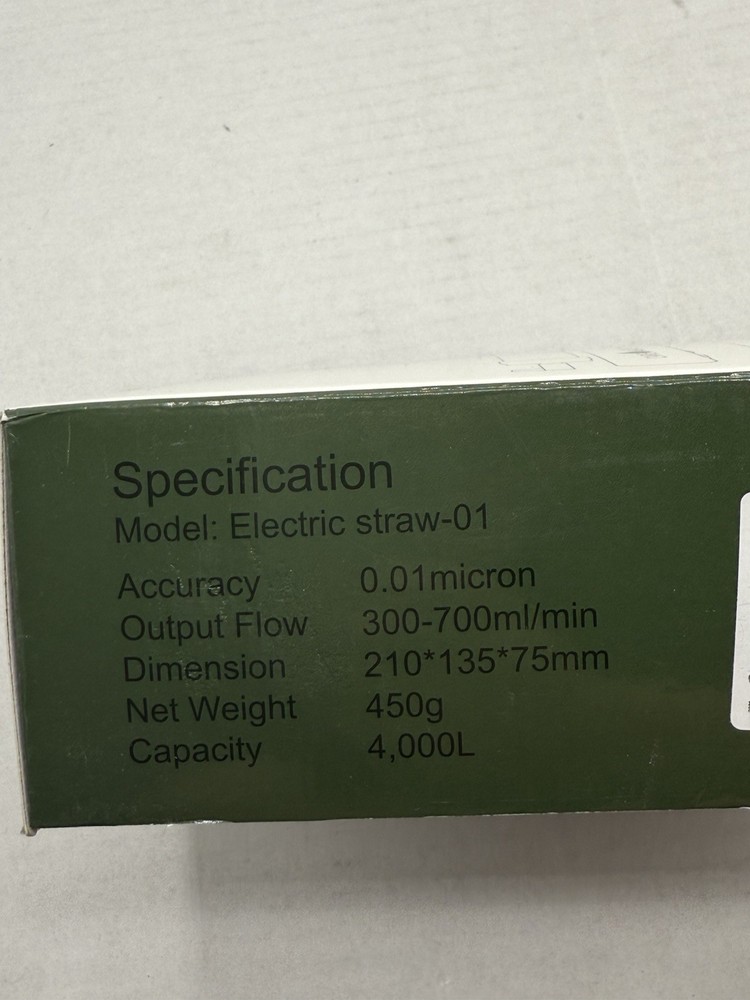 Specification
Model: Electric straw-01
Accuracy 0.01micron
Output Flow 300-700ml/min
Dimension 210*135*75mm
Net Weight 450g
Capacity 4,000L